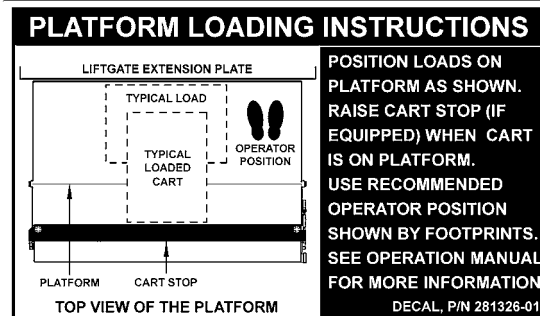 PLATFORM LOADING INSTRUCTIONS
LIFTGATE EXTENSION PLATE
TYPICAL LOAD
TYPICAL
LOADED
CART
OPERATOR
POSITION
PLATFORM
CART STOP
TOP VIEW OF THE PLATFORM
POSITION LOADS ON
PLATFORM AS SHOWN.
RAISE CART STOP (IF
EQUIPPED) WHEN CART
IS ON PLATFORM.
USE RECOMMENDED
OPERATOR POSITION
SHOWN BY FOOTPRINTS.
SEE OPERATION MANUAL
FOR MORE INFORMATION
DECAL, P/N 281326-01